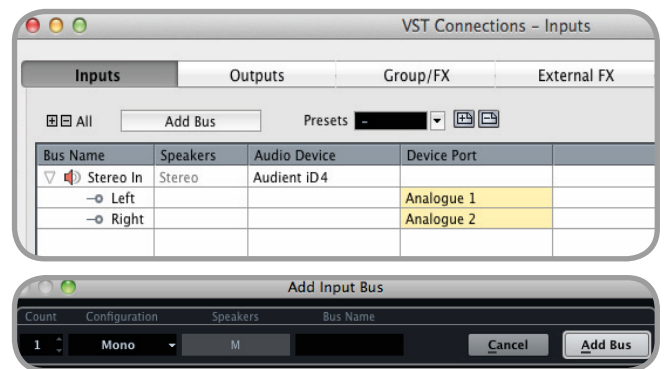 VST Connections – Inputs
Inputs Outputs Group/FX External FX
All Add Bus Presets –
Bus Name Speakers Audio Device Device Port
Stereo In Stereo Audient iD4
Left Analogue 1
Right Analogue 2
Add Input Bus
Count Configuration Speakers Bus Name
1 Mono M Cancel Add Bus